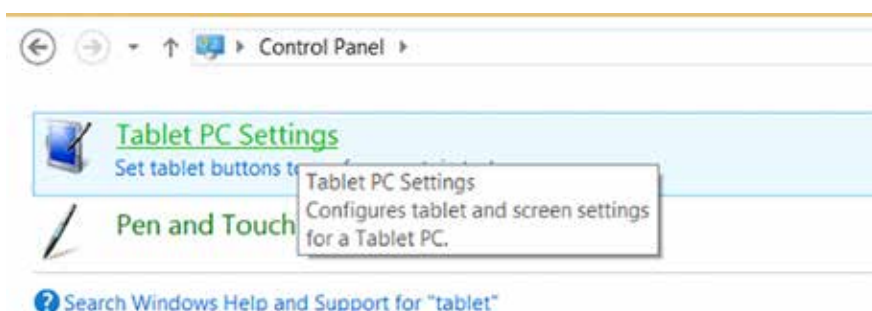 Control Panel
Tablet PC Settings
Set tablet buttons
Tablet PC Settings
Configures tablet and screen settings
for a Tablet PC.
Pen and Touch
Search Windows Help and Support for "tablet"